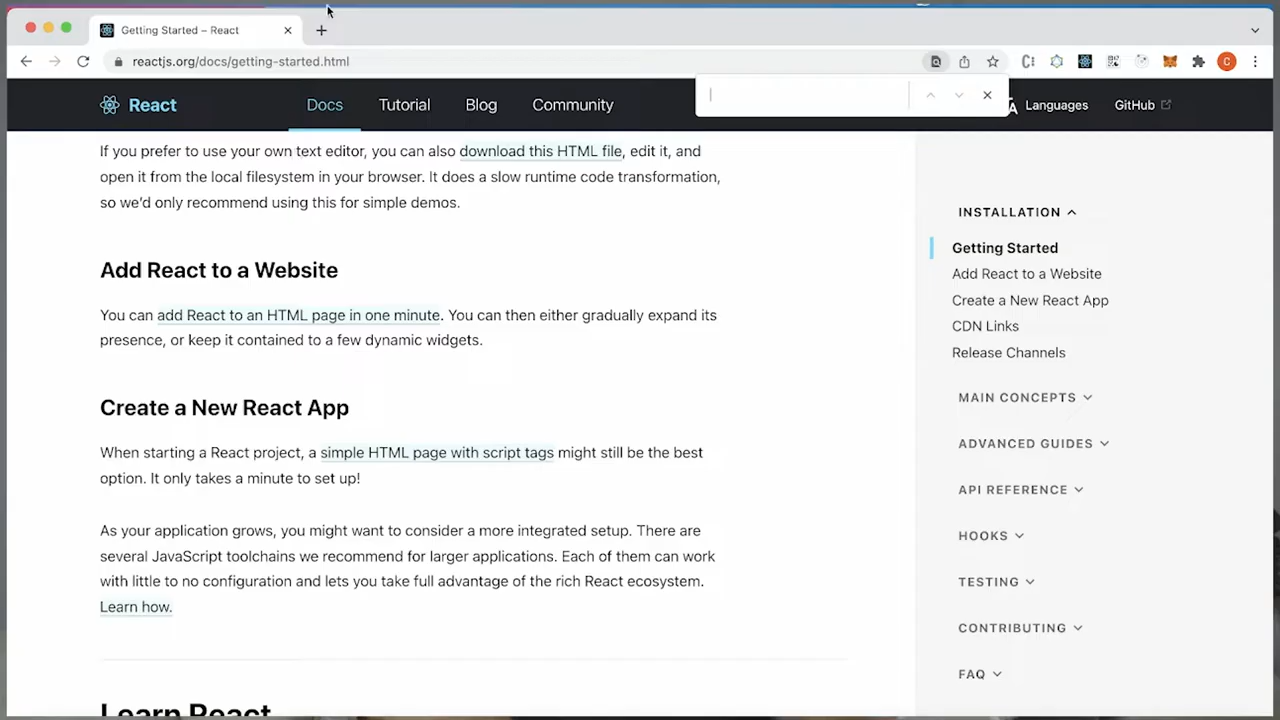 Getting Started – React
reactjs.org/docs/getting-started.html
C
React
Docs
Tutorial
Blog
Community
Languages
GitHub
If you prefer to use your own text editor, you can also download this HTML file, edit it, and
open it from the local filesystem in your browser. It does a slow runtime code transformation,
so we'd only recommend using this for simple demos.
Add React to a Website
You can add React to an HTML page in one minute. You can then either gradually expand its
presence, or keep it contained to a few dynamic widgets.
Create a New React App
When starting a React project, a simple HTML page with script tags might still be the best
option. It only takes a minute to set up!
As your application grows, you might want to consider a more integrated setup. There are
several JavaScript toolchains we recommend for larger applications. Each of them can work
with little to no configuration and lets you take full advantage of the rich React ecosystem.
Learn how.
Learn React
INSTALLATION
Getting Started
Add React to a Website
Create a New React App
CDN Links
Release Channels
MAIN CONCEPTS
ADVANCED GUIDES
API REFERENCE
HOOKS
TESTING
CONTRIBUTING
FAQ